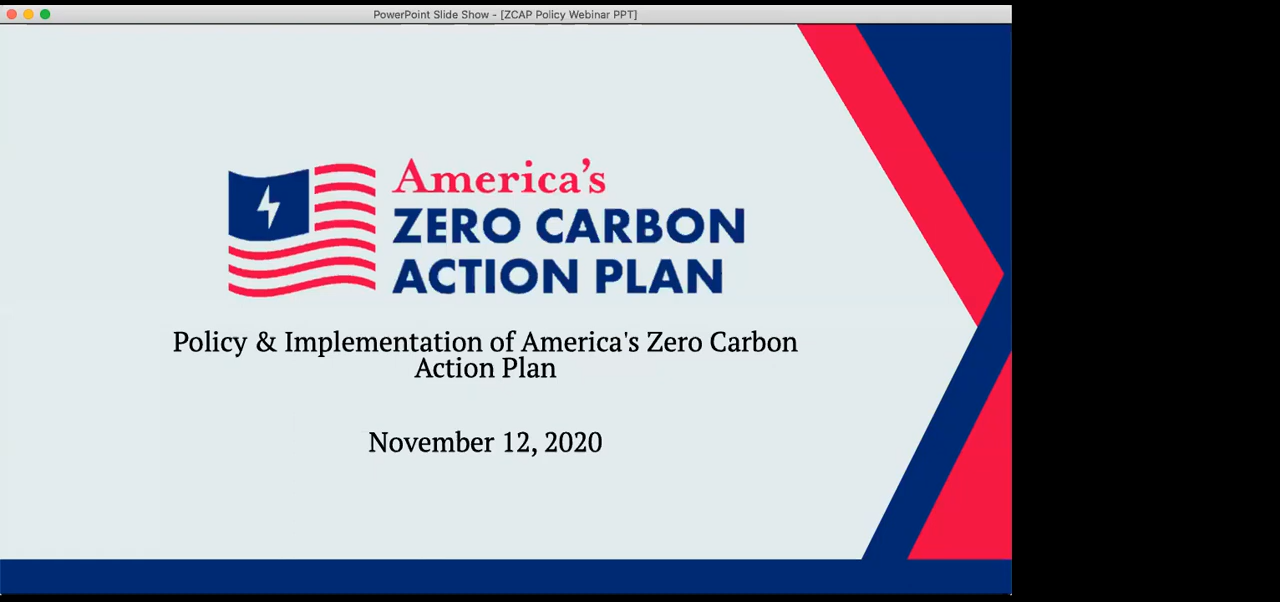 PowerPoint Slide Show - [ZCAP Policy Webinar PPT]
America's
ZERO CARBON
ACTION PLAN
Policy & Implementation of America's Zero Carbon
Action Plan
November 12, 2020